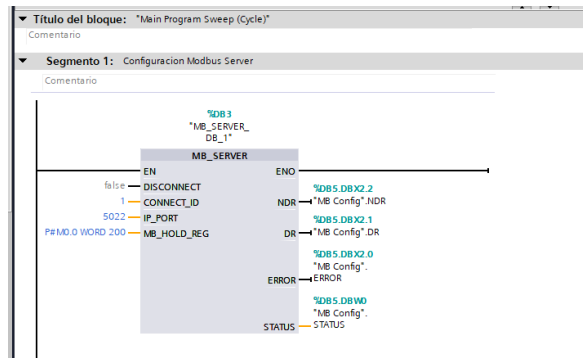 Título del bloque: "Main Program Sweep (Cycle)"
Comentario
Segmento 1: Configuracion Modbus Server
Comentario
%DB3
"MB_SERVER_
DB_1"
MB_SERVER
EN ENO
false DISCONNECT
%DB5.DBX2.2
1 CONNECT_ID NDR "MB Config".NDR
5022 IP_PORT
%DB5.DBX2.1
P#M0.0 WORD 200 MB_HOLD_REG DR "MB Config".DR
%DB5.DBX2.0
"MB Config".
ERROR ERROR
%DB5.DBW0
"MB Config".
STATUS STATUS